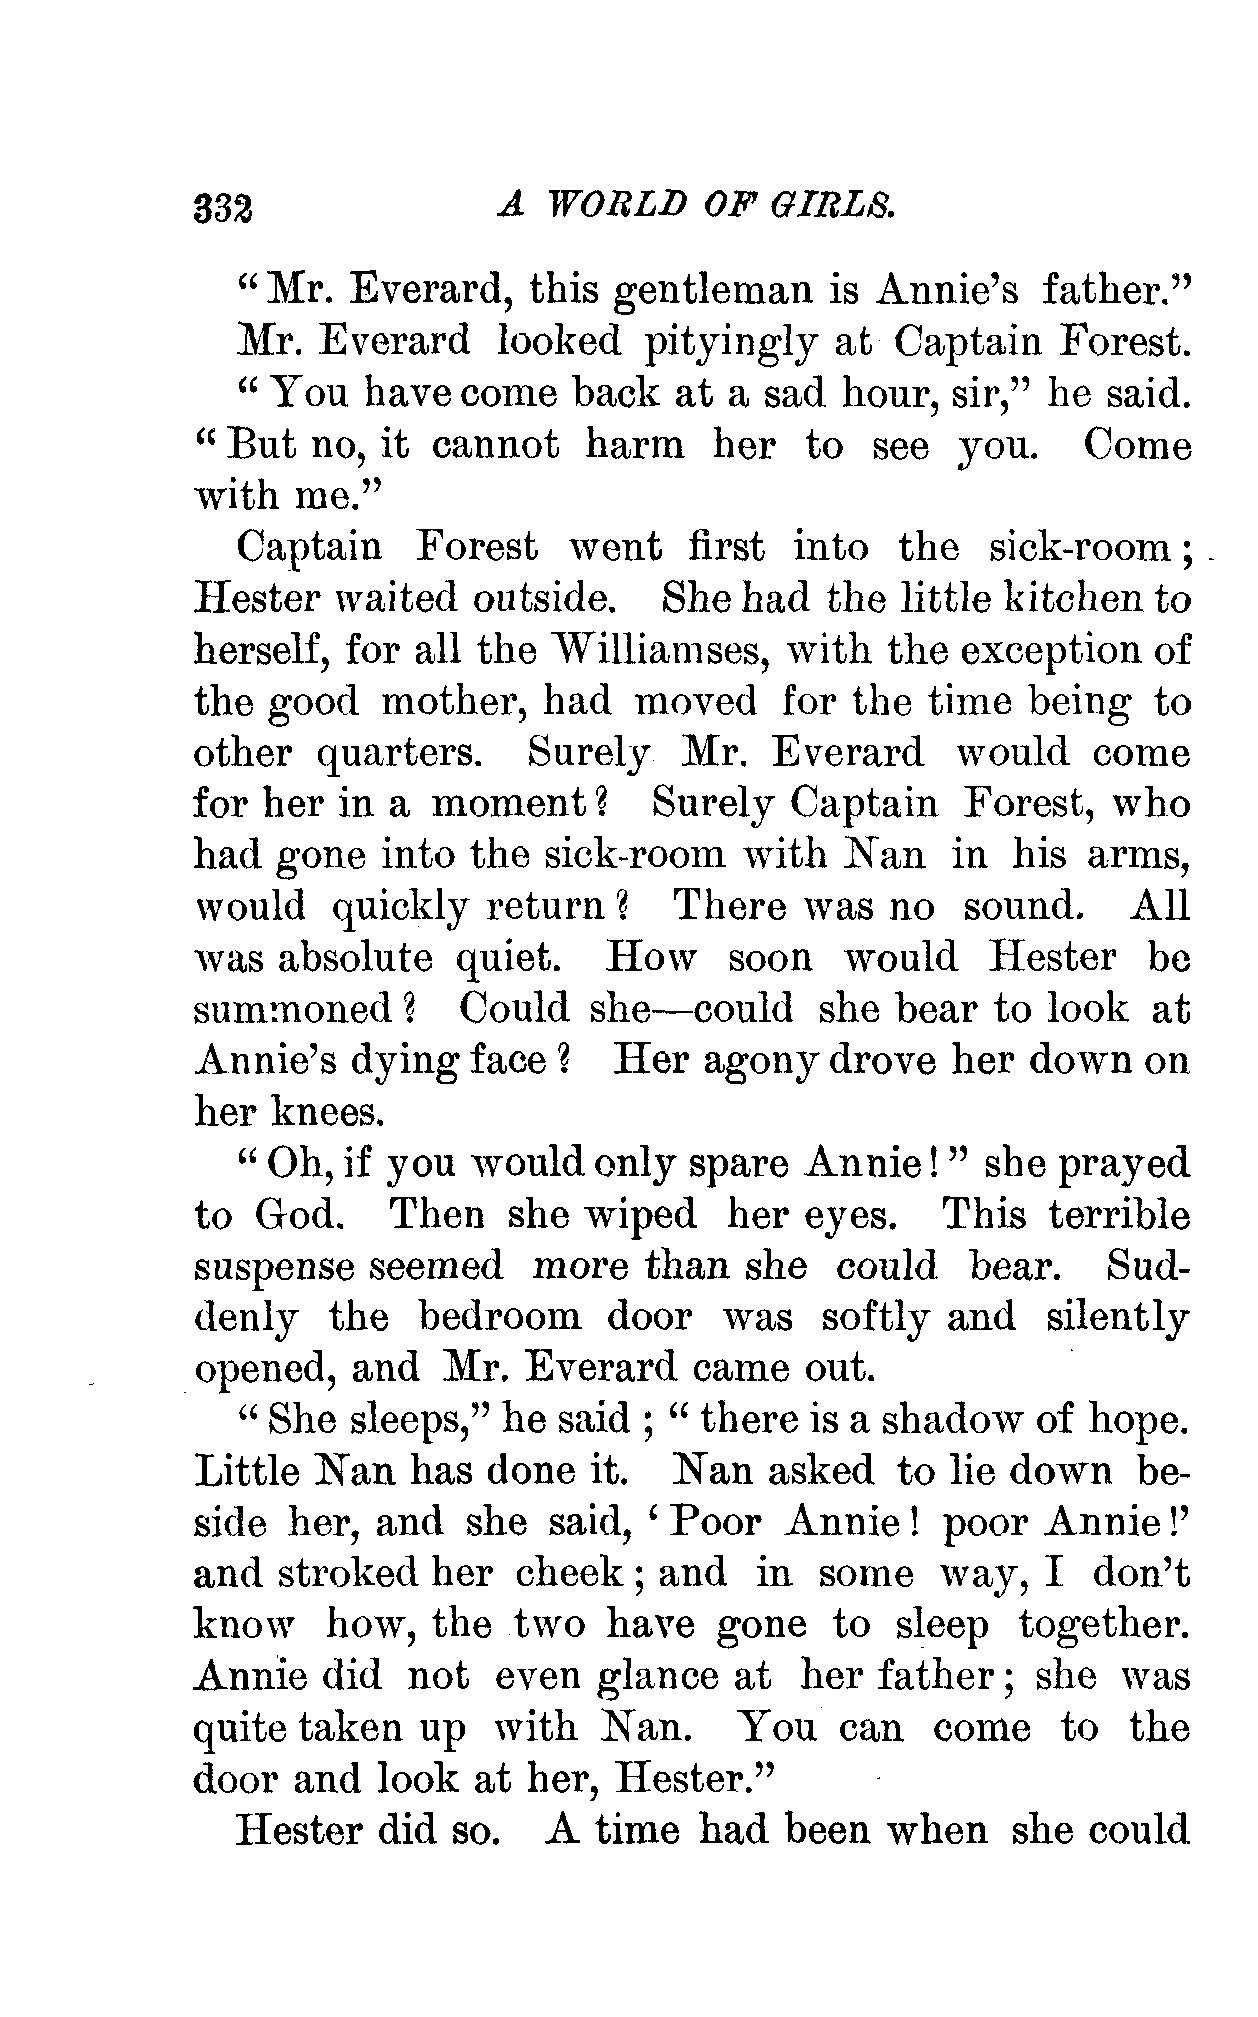 332 A WORLD OF GIRLS.
“Mr. Everard, this gentleman is Annie’s father.”
Mr. Everard looked pityingly at Captain Forest.
“You have come back at a sad hour, sir,” he said.
“But no, it cannot harm her to see you. Come
with me.”
Captain Forest went first into the sick-room;
Hester waited outside. She had the little kitchen to
herself, for all the Williamses, with the exception of
the good mother, had moved for the time being to
other quarters. Surely Mr. Everard would come
for her in a moment? Surely Captain Forest, who
had gone into the sick-room with Nan in his arms,
would quickly return? There was no sound. All
was absolute quiet. How soon would Hester be
summoned? Could she—could she bear to look at
Annie’s dying face? Her agony drove her down on
her knees.
“Oh, if you would only spare Annie!” she prayed
to God. Then she wiped her eyes. This terrible
suspense seemed more than she could bear. Sud-
denly the bedroom door was softly and silently
opened, and Mr. Everard came out.
“She sleeps,” he said; “there is a shadow of hope.
Little Nan has done it. Nan asked to lie down be-
side her, and she said, ‘Poor Annie! poor Annie!’
and stroked her cheek; and in some way, I don’t
know how, the two have gone to sleep together.
Annie did not even glance at her father; she was
quite taken up with Nan. You can come to the
door and look at her, Hester.”
Hester did so. A time had been when she could